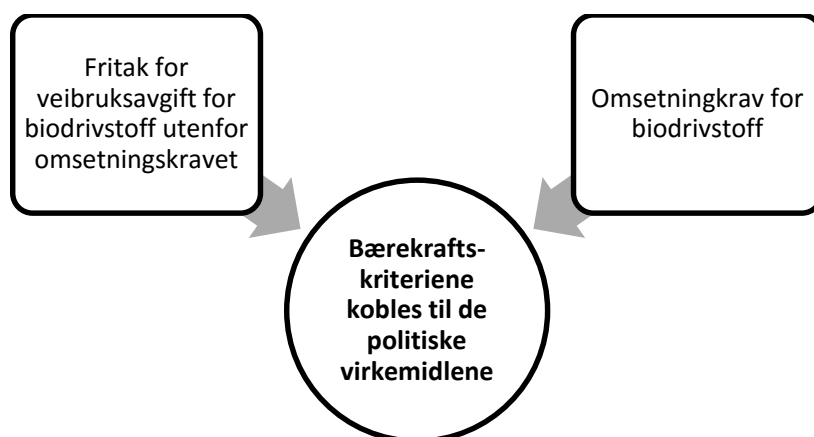 Fritak for
veibruksavgift for
biodrivstoff utenfor
omsetningskravet
Omsetningkrav for
biodrivstoff
Bærekrafts-
kriteriene
kobles til de
politiske
virkemidlene